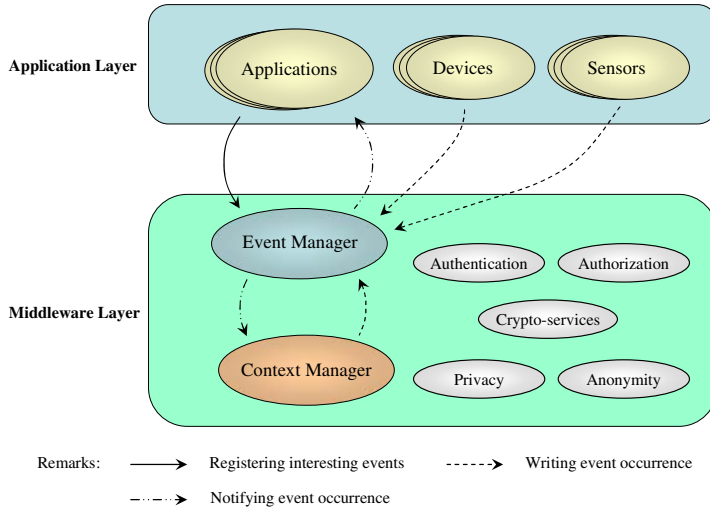 Application Layer
Applications
Devices
Sensors
Middleware Layer
Event Manager
Authentication
Authorization
Crypto-services
Context Manager
Privacy
Anonymity
Remarks:
Registering interesting events
Writing event occurrence
Notifying event occurrence